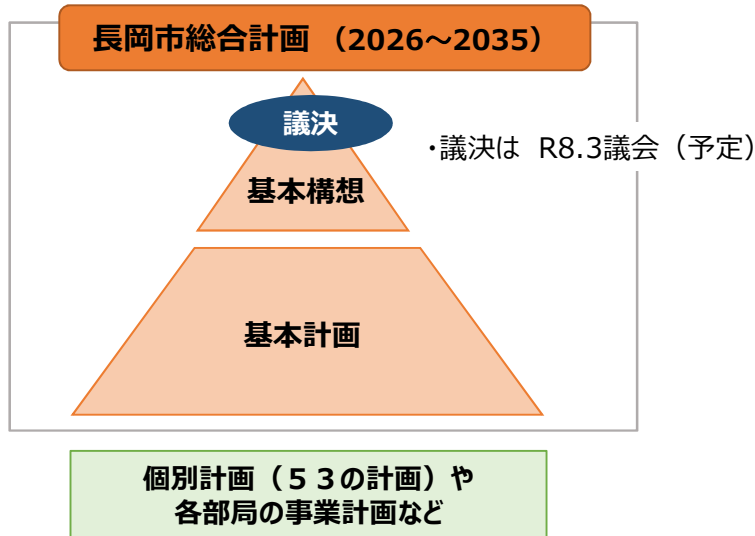 長岡市総合計画 （2026～2035）
議決
・議決は R8.3議会（予定）
基本構想
基本計画
個別計画（５３の計画）や
各部局の事業計画など